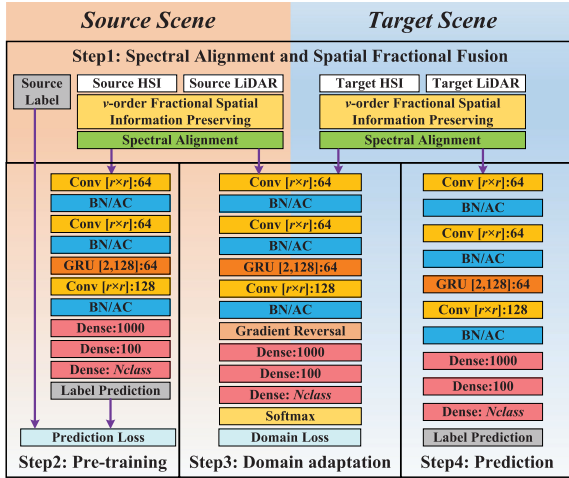 Source Scene
Target Scene
Step1: Spectral Alignment and Spatial Fractional Fusion
Source
Label
Source HSI
Source LiDAR
v-order Fractional Spatial
Information Preserving
Spectral Alignment
Target HSI
Target LiDAR
v-order Fractional Spatial
Information Preserving
Spectral Alignment
Conv [r×r]:64
BN/AC
Conv [r×r]:64
BN/AC
GRU [2,128]:64
Conv [r×r]:128
BN/AC
Dense:1000
Dense:100
Dense: Nclass
Label Prediction
Prediction Loss
Step2: Pre-training
Conv [r×r]:64
BN/AC
Conv [r×r]:64
BN/AC
GRU [2,128]:64
Conv [r×r]:128
BN/AC
Gradient Reversal
Dense:1000
Dense:100
Dense: Nclass
Softmax
Domain Loss
Step3: Domain adaptation
Conv [r×r]:64
BN/AC
Conv [r×r]:64
BN/AC
GRU [2,128]:64
Conv [r×r]:128
BN/AC
Dense:1000
Dense:100
Dense: Nclass
Label Prediction
Step4: Prediction